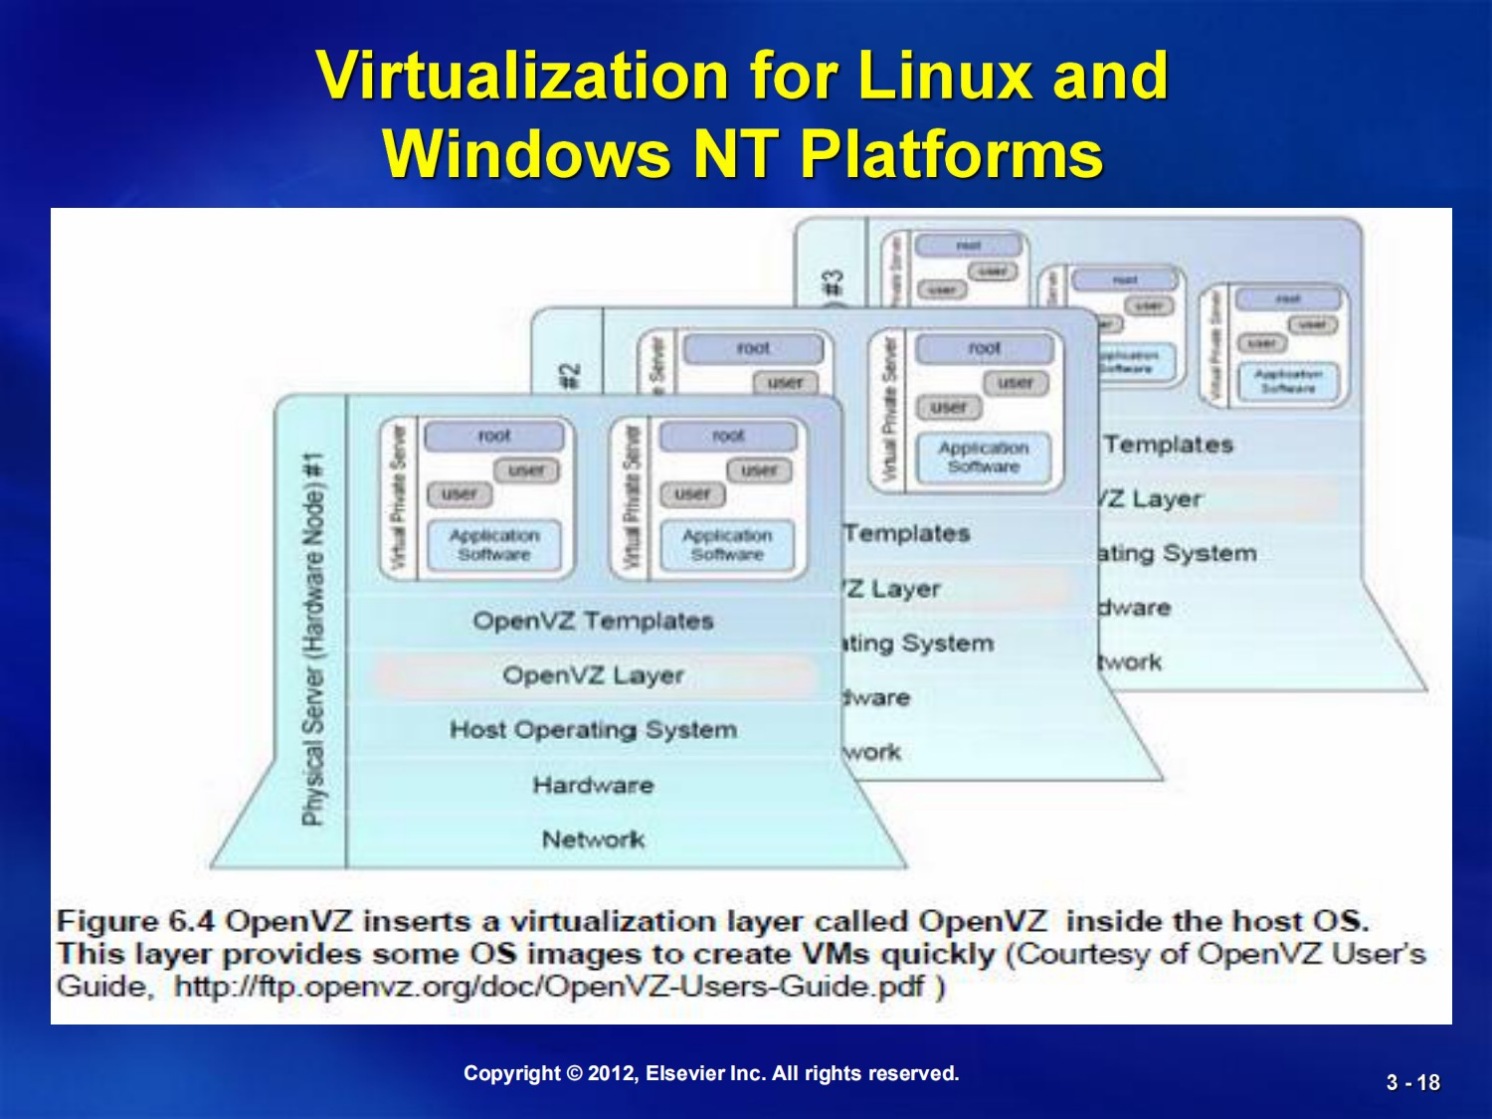 Virtualization for Linux and
Windows NT Platforms
#3
Private Server
root
user
user
Server
root
user
Application
Software
Virtual Private Server
root
user
user
Application
Software
Templates
VZ Layer
ating System
dware
twork
#2
Server
root
user
Virtual Private Server
root
user
user
Application
Software
Templates
VZ Layer
ating System
dware
work
Physical Server (Hardware Node) #1
Virtual Private Server
root
user
user
Application
Software
Virtual Private Server
root
user
user
Application
Software
OpenVZ Templates
OpenVZ Layer
Host Operating System
Hardware
Network
Figure 6.4 OpenVZ inserts a virtualization layer called OpenVZ inside the host OS.
This layer provides some OS images to create VMs quickly (Courtesy of OpenVZ User's
Guide, http://ftp.openvz.org/doc/OpenVZ-Users-Guide.pdf )
Copyright © 2012, Elsevier Inc. All rights reserved.
3 - 18